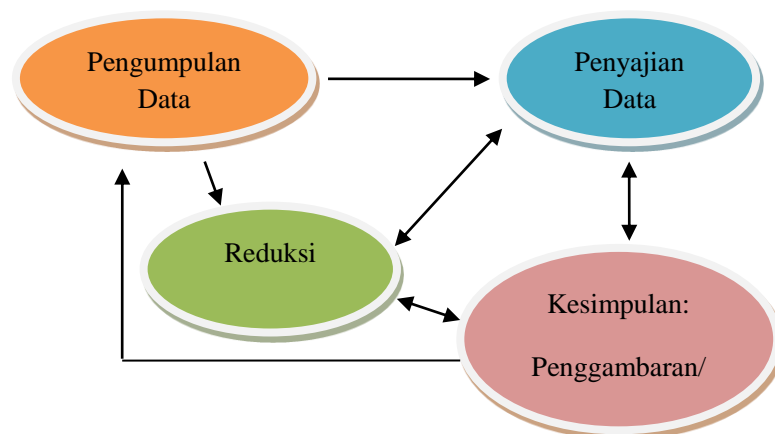 Pengumpulan
Data
Penyajian
Data
Reduksi
Kesimpulan:
Penggambaran/